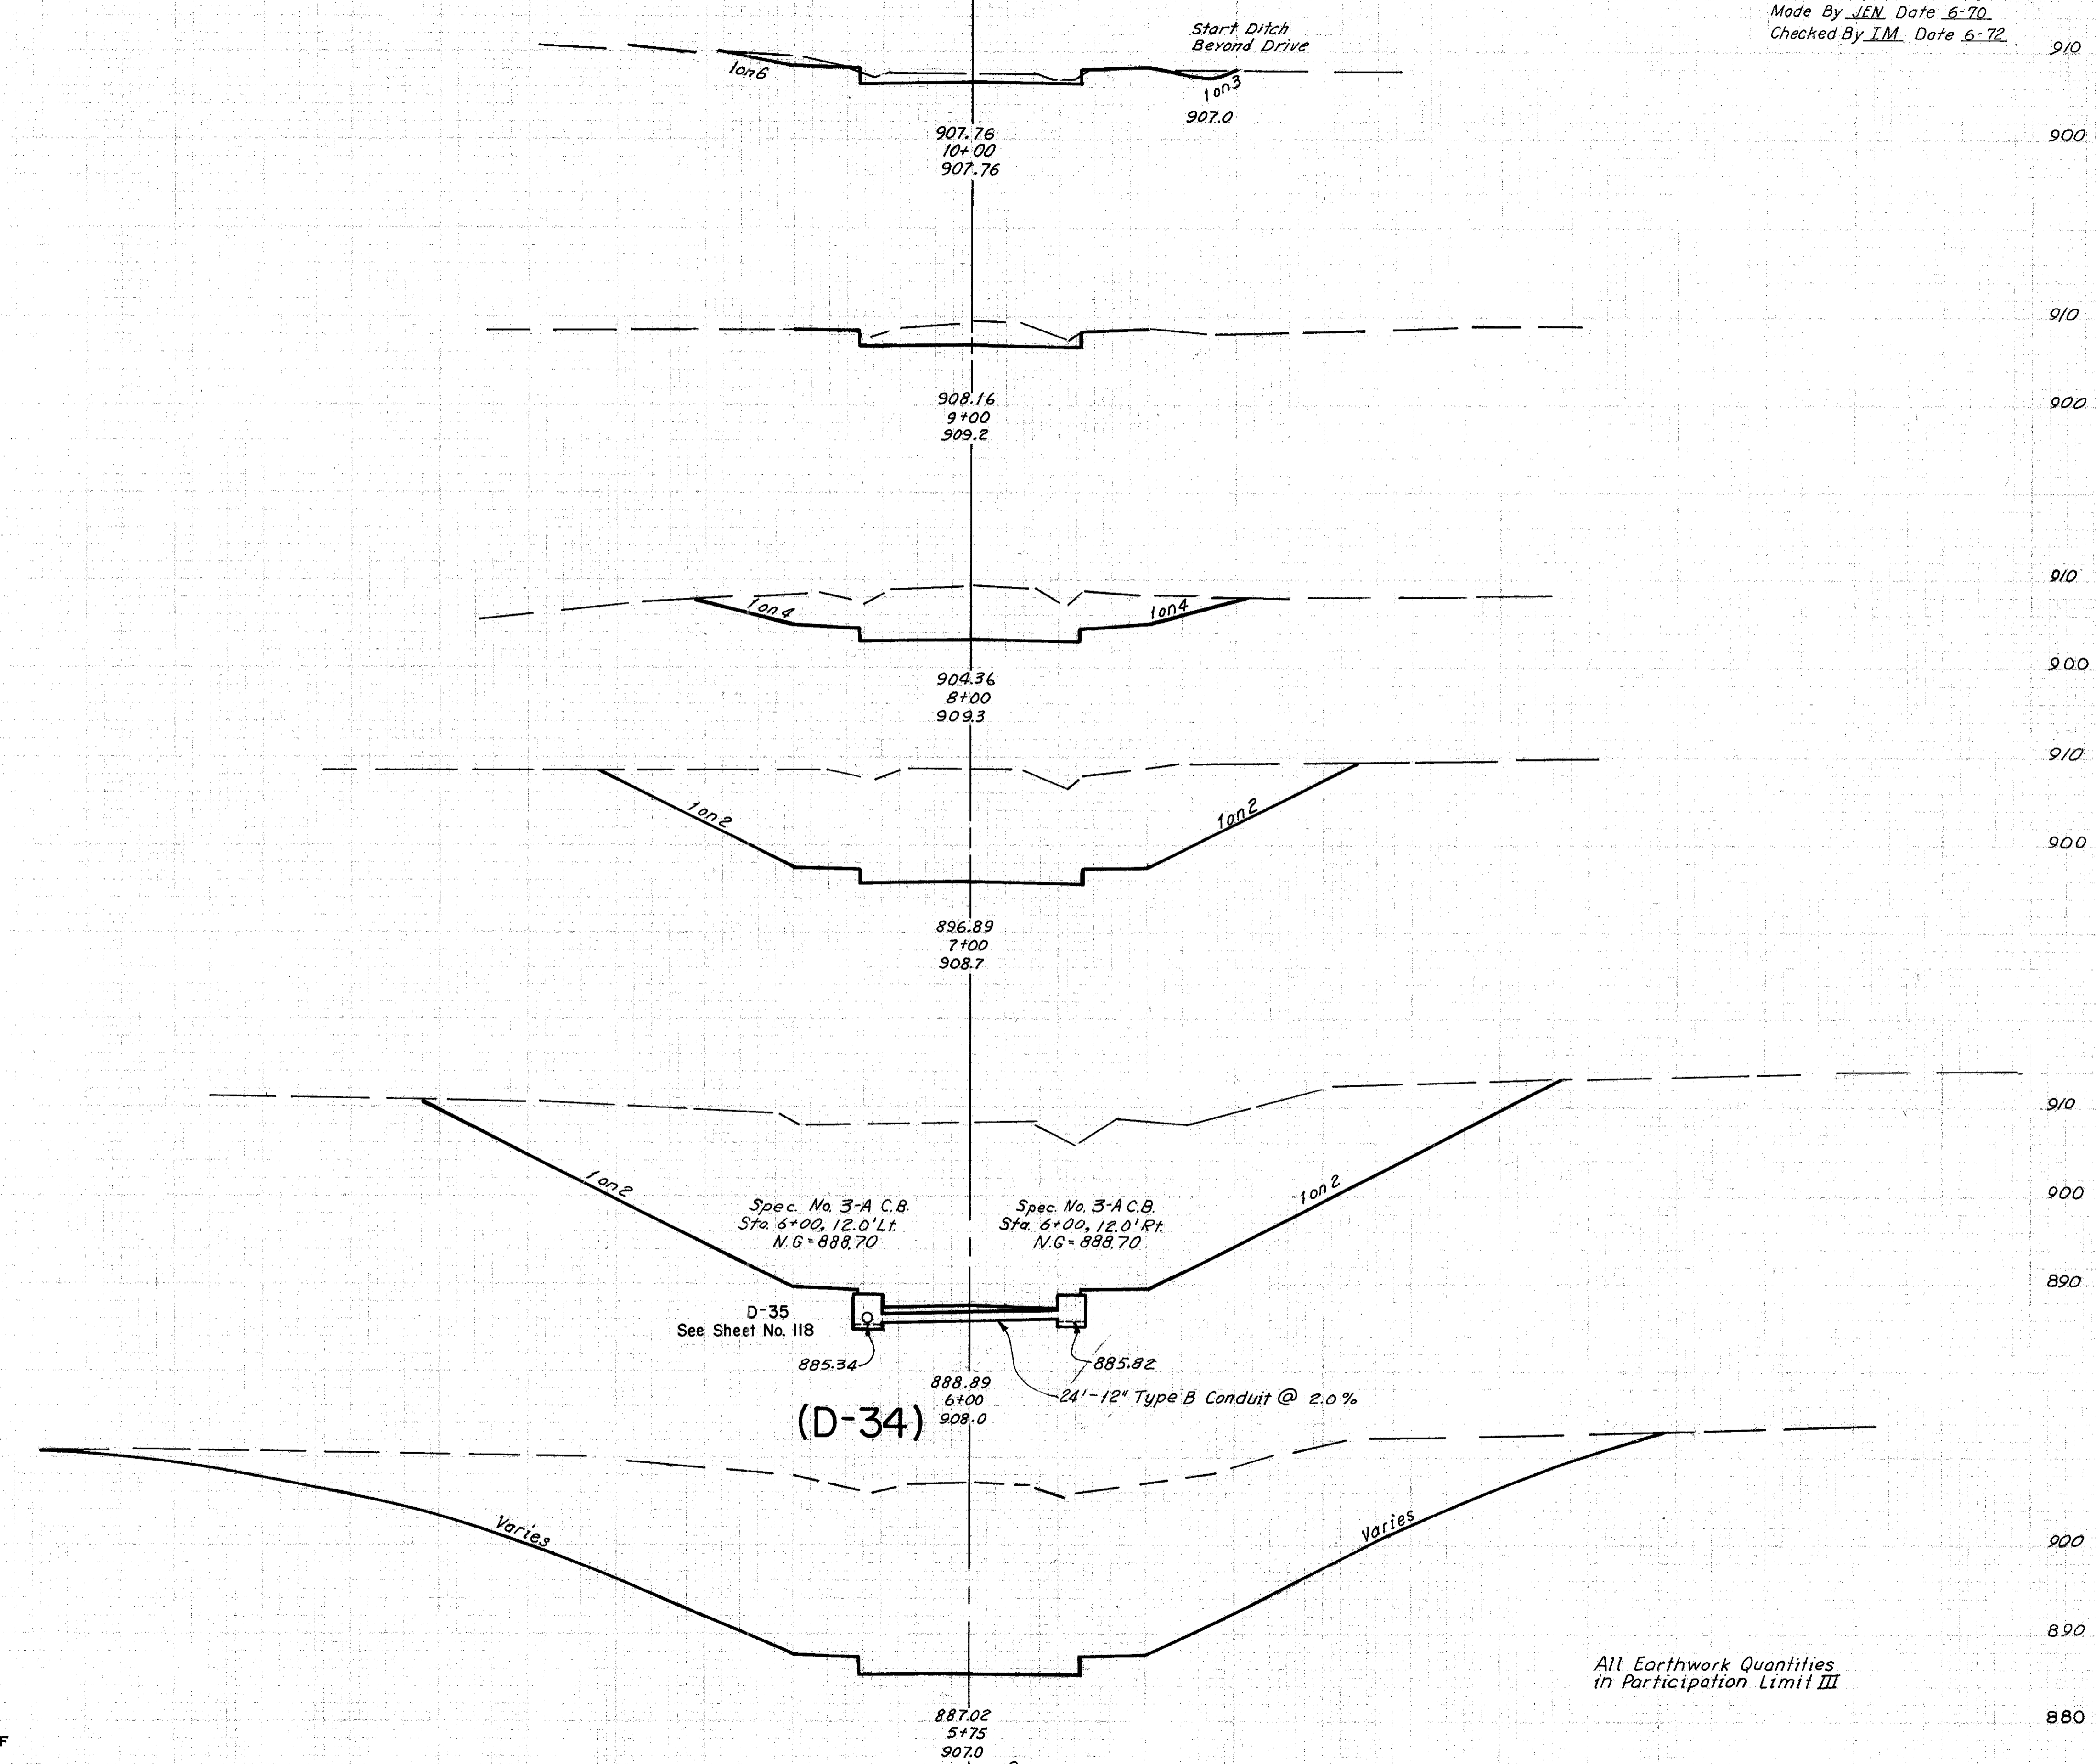 Made By JEN Date 6-70
Checked By IM Date 6-72
Start Ditch
Beyond Drive
910
1on6
1on3
907.0
900
907.76
10+00
907.76
910
900
908.16
9+00
909.2
910
1on4
1on4
900
904.36
8+00
909.3
910
1on2
1on2
900
896.89
7+00
908.7
910
1on2
1on2
900
Spec. No. 3-A C.B.
Sta. 6+00, 12.0' Lt.
N.G = 888.70
Spec. No. 3-A C.B.
Sta. 6+00, 12.0' Rt.
N.G = 888.70
890
D-35
See Sheet No. 118
885.34
885.82
888.89
6+00
908.0
24'-12" Type B Conduit @ 2.0%
(D-34)
Varies
Varies
900
890
All Earthwork Quantities
in Participation Limit III
880
887.02
5+75
907.0
F